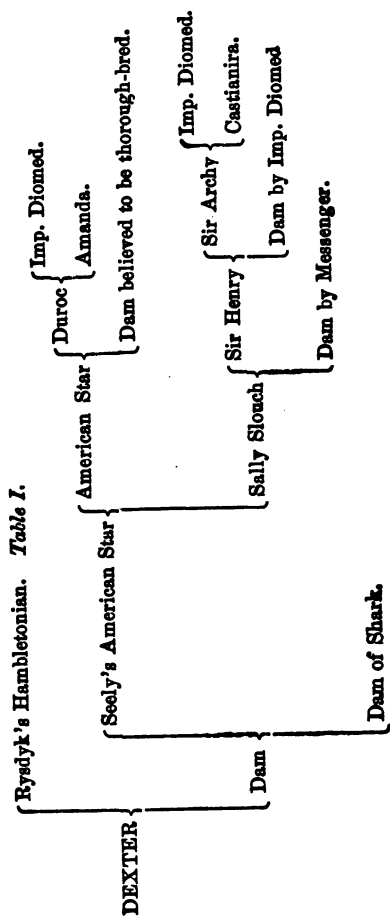 Rysdyk's Hambletonian. Table I.
Imp. Diomed.
Duroc
Amanda.
American Star
Dam believed to be thorough-bred.
Seely's American Star
Imp. Diomed.
Sir Archy
Castianira.
Sir Henry
Dam by Imp. Diomed
Sally Slouch
Dam by Messenger.
DEXTER
Dam
Dam of Shark.